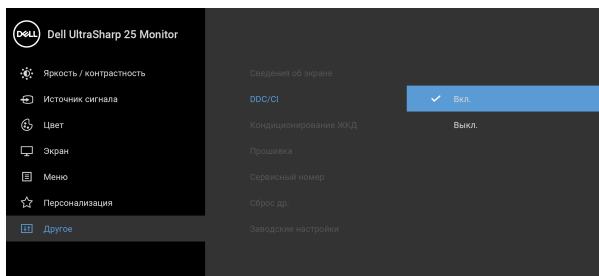 DELL
Dell UltraSharp 25 Monitor
Яркость / контрастность
Источник сигнала
Цвет
Экран
Меню
Персонализация
Другое
Сведения об экране
DDC/CI
Кондиционирование ЖКД
Прошивка
Сервисный номер
Сброс др.
Заводские настройки
Вкл.
Выкл.